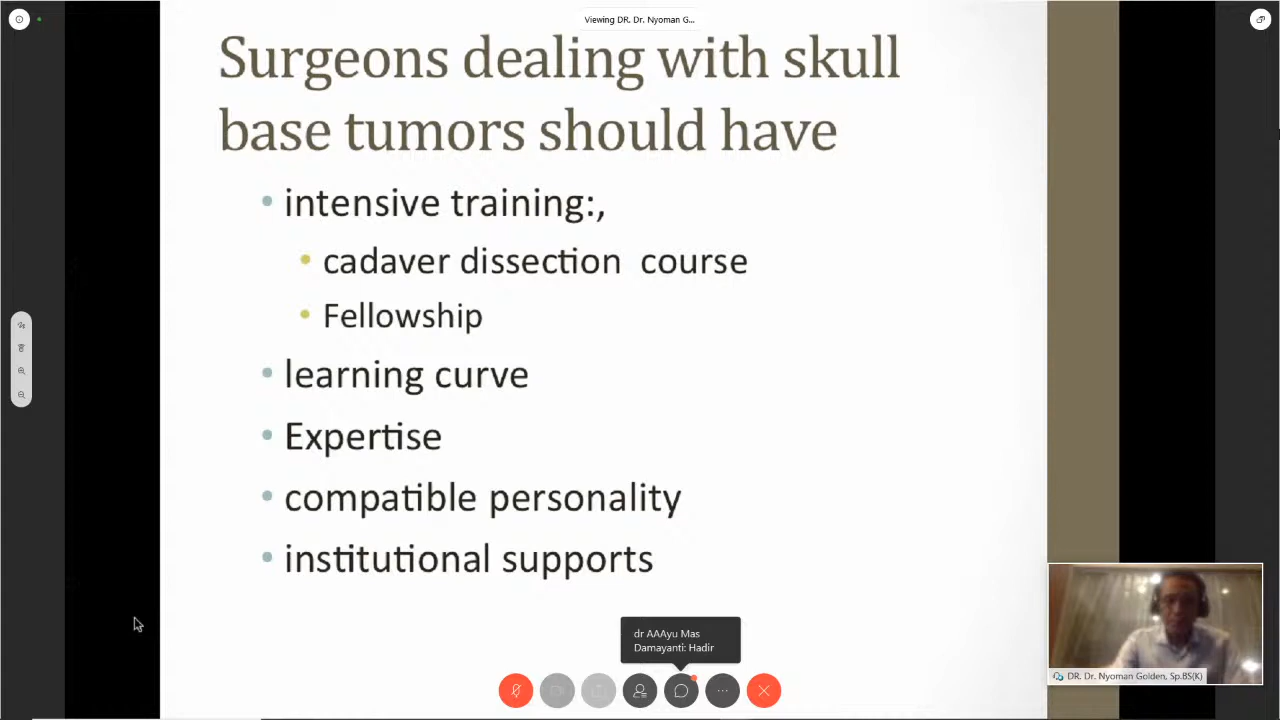 Viewing DR. Dr. Nyoman G...
Surgeons dealing with skull
base tumors should have
• intensive training:,
• cadaver dissection  course
• Fellowship
• learning curve
• Expertise
• compatible personality
• institutional supports
dr AAAyu Mas
Damayanti: Hadir
DR. Dr. Nyoman Golden, Sp.BS(K)